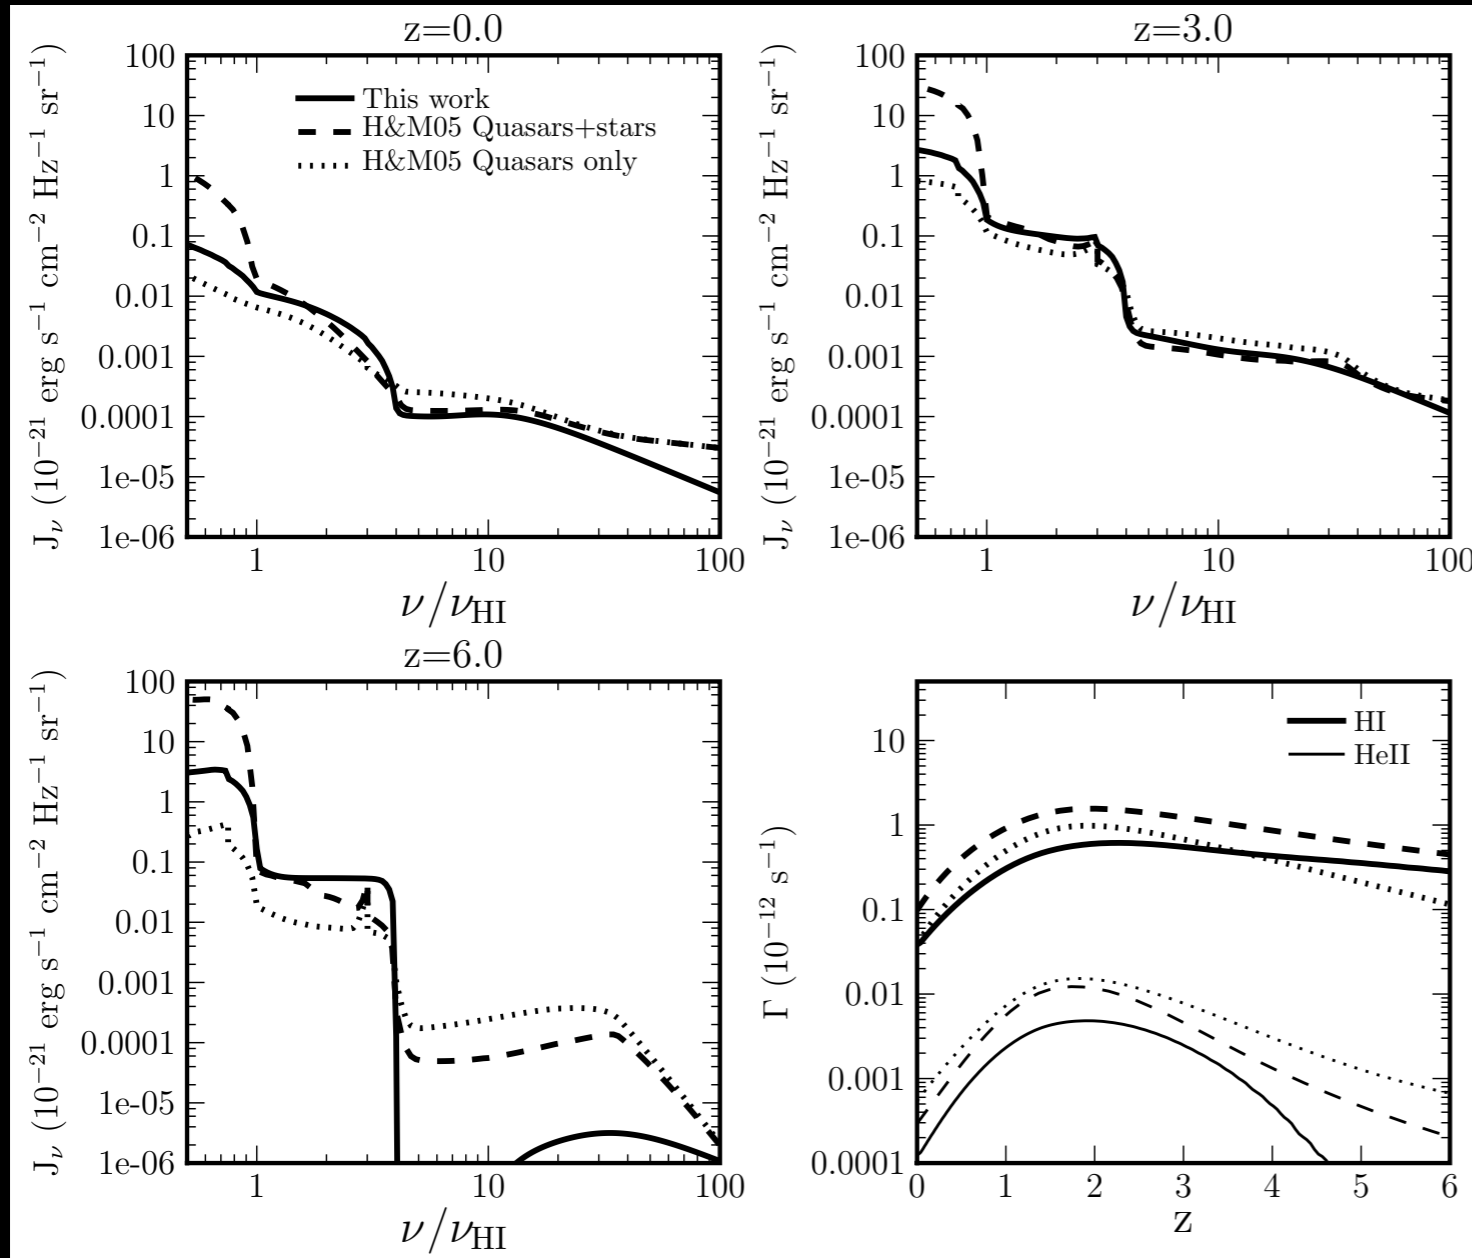 z=0.0
J_ν (10⁻²¹ erg s⁻¹ cm⁻² Hz⁻¹ sr⁻¹)
100
10
1
0.1
0.01
0.001
0.0001
1e-05
1e-06
This work
H&M05 Quasars+stars
H&M05 Quasars only
1 10 100
ν/ν_HI
z=3.0
J_ν (10⁻²¹ erg s⁻¹ cm⁻² Hz⁻¹ sr⁻¹)
100
10
1
0.1
0.01
0.001
0.0001
1e-05
1e-06
1 10 100
ν/ν_HI
z=6.0
J_ν (10⁻²¹ erg s⁻¹ cm⁻² Hz⁻¹ sr⁻¹)
100
10
1
0.1
0.01
0.001
0.0001
1e-05
1e-06
1 10 100
ν/ν_HI
Γ (10⁻¹² s⁻¹)
10
1
0.1
0.01
0.001
0.0001
HI
HeII
0 1 2 3 4 5 6
z